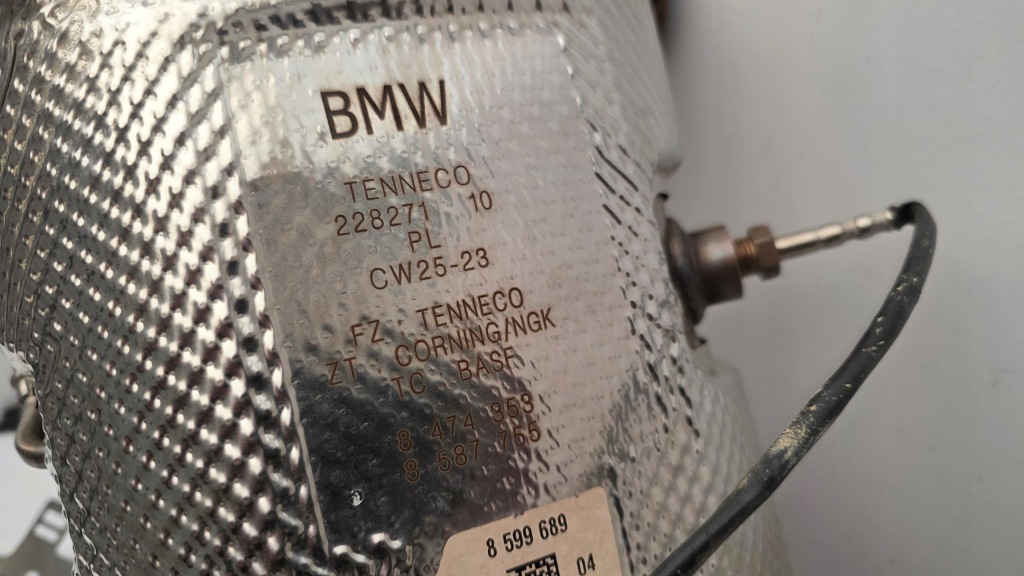 BMW
TENNECO
228271 10
PL
CW25-23
FZ TENNECO
ZT CORNING/NGK
TC BASF
8 474 853
8 587 755
8 599 689
04